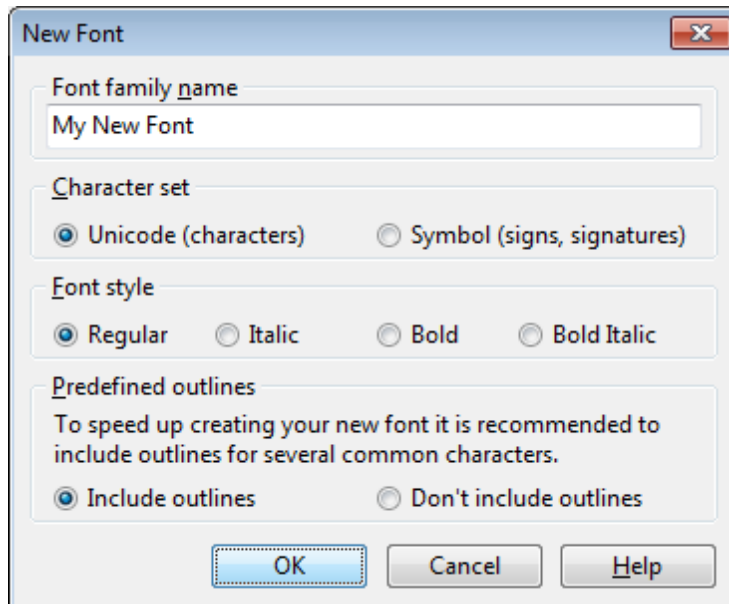 New Font
Font family name
My New Font
Character set
Unicode (characters) Symbol (signs, signatures)
Font style
Regular Italic Bold Bold Italic
Predefined outlines
To speed up creating your new font it is recommended to
include outlines for several common characters.
Include outlines Don't include outlines
OK Cancel Help